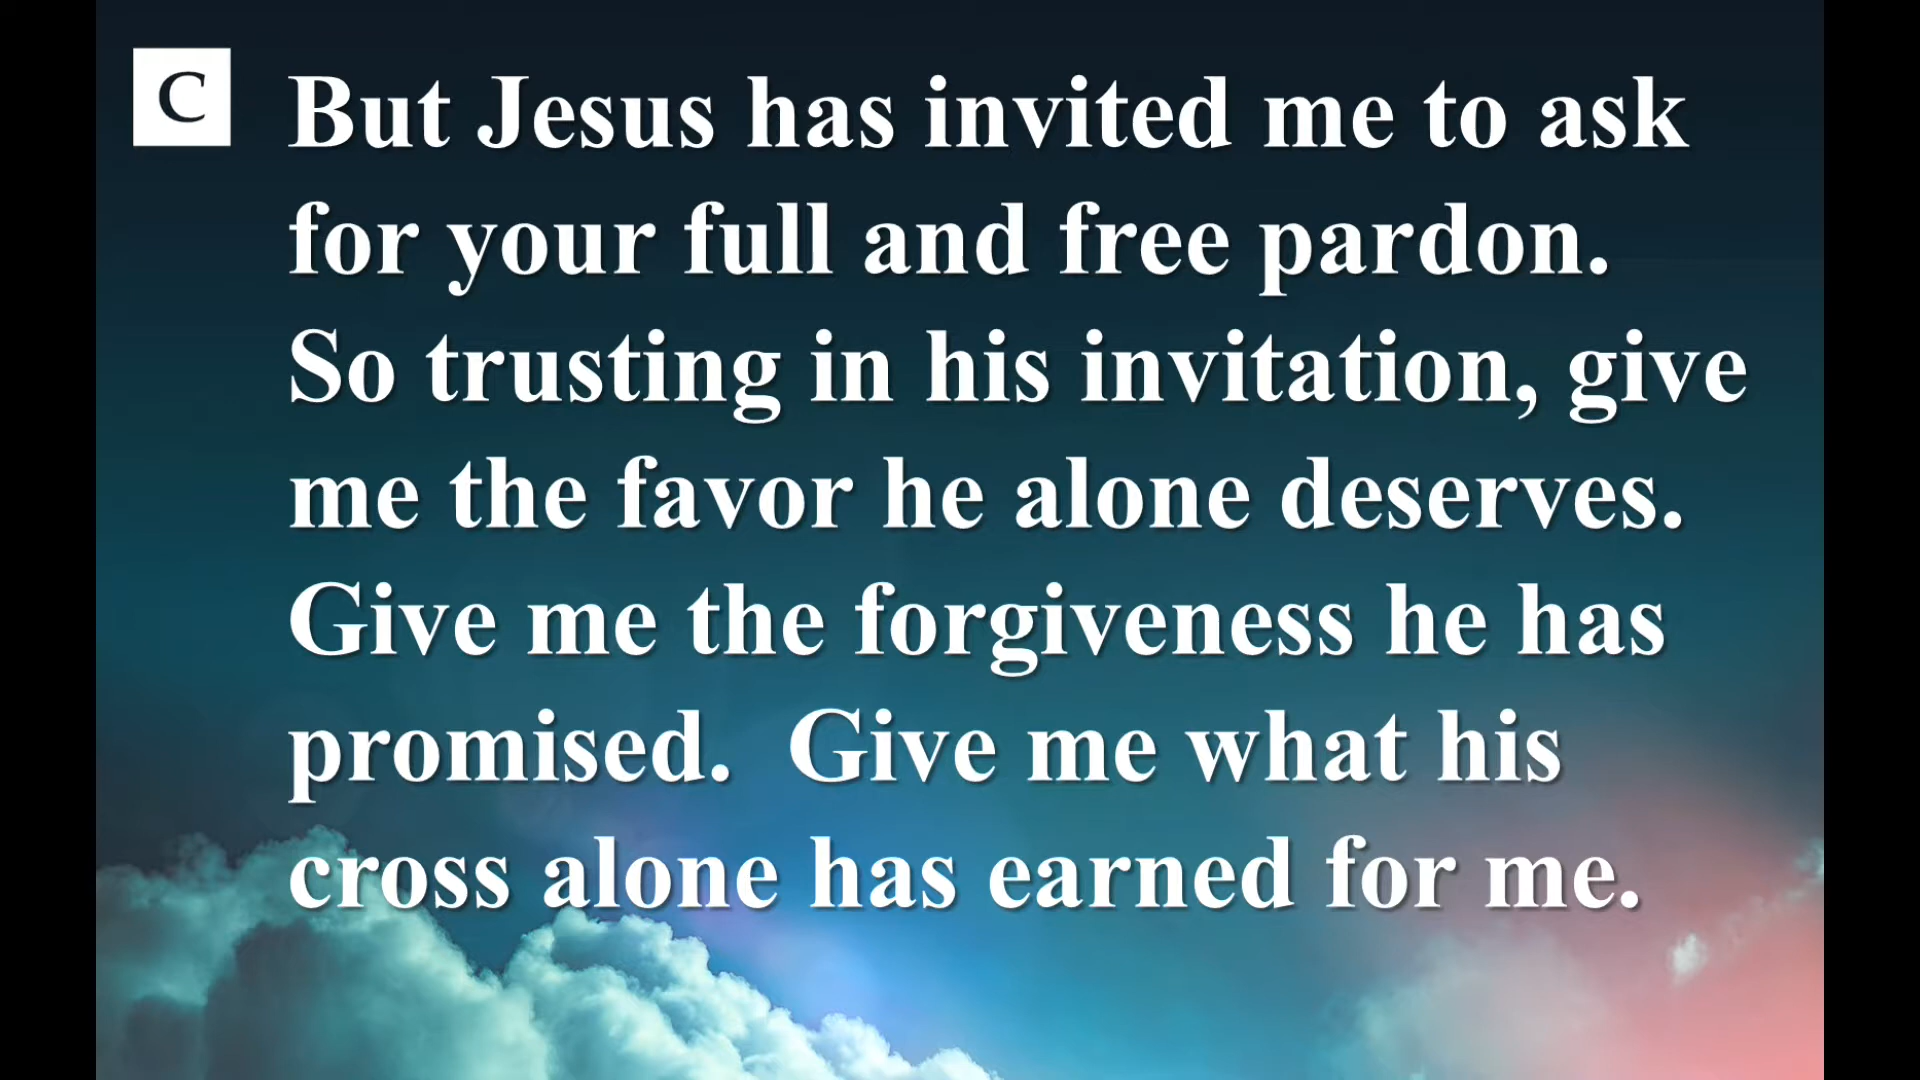 C
But Jesus has invited me to ask
for your full and free pardon.
So trusting in his invitation, give
me the favor he alone deserves.
Give me the forgiveness he has
promised.  Give me what his
cross alone has earned for me.